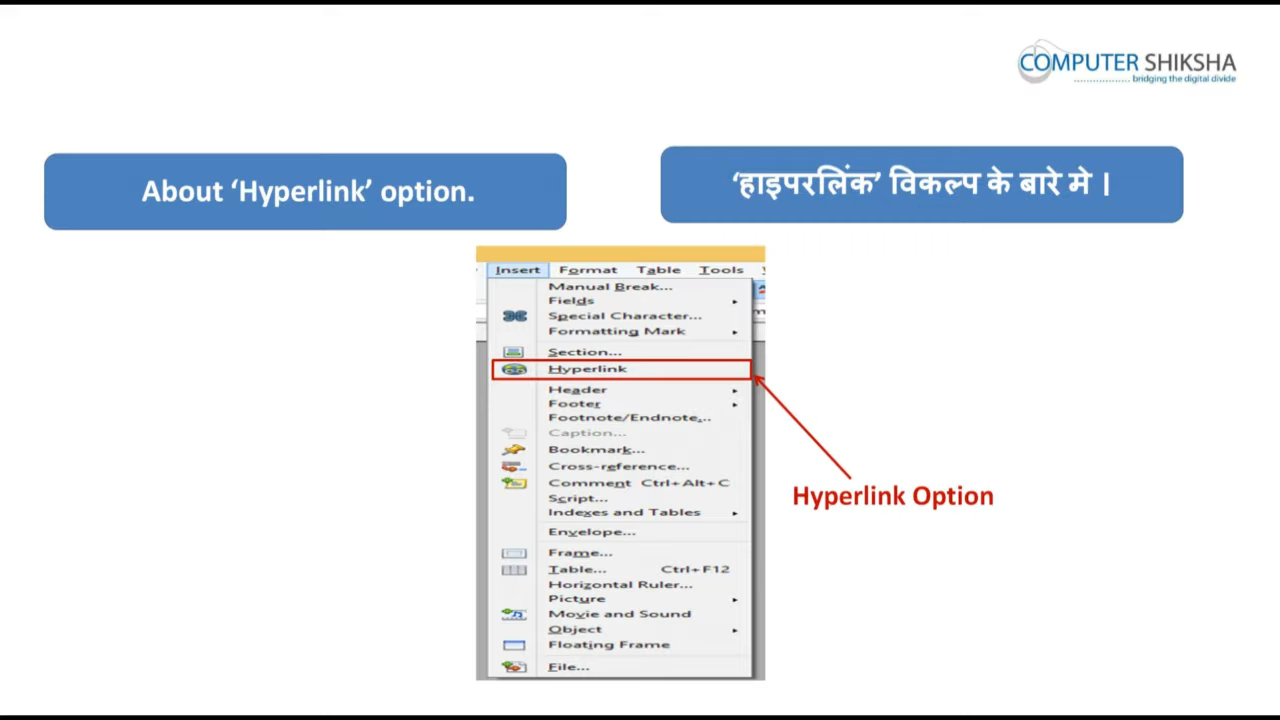 COMPUTER SHIKSHA
.................. bridging the digital divide
About ‘Hyperlink’ option.
‘हाइपरलिंक’ विकल्प के बारे मे ।
Insert Format Table Tools
Manual Break...
Fields
Special Character...
Formatting Mark
Section...
Hyperlink
Header
Footer
Footnote/Endnote...
Caption...
Bookmark...
Cross-reference...
Comment Ctrl+Alt+C
Script...
Indexes and Tables
Envelope...
Frame...
Table... Ctrl+F12
Horizontal Ruler...
Picture
Movie and Sound
Object
Floating Frame
File...
Hyperlink Option